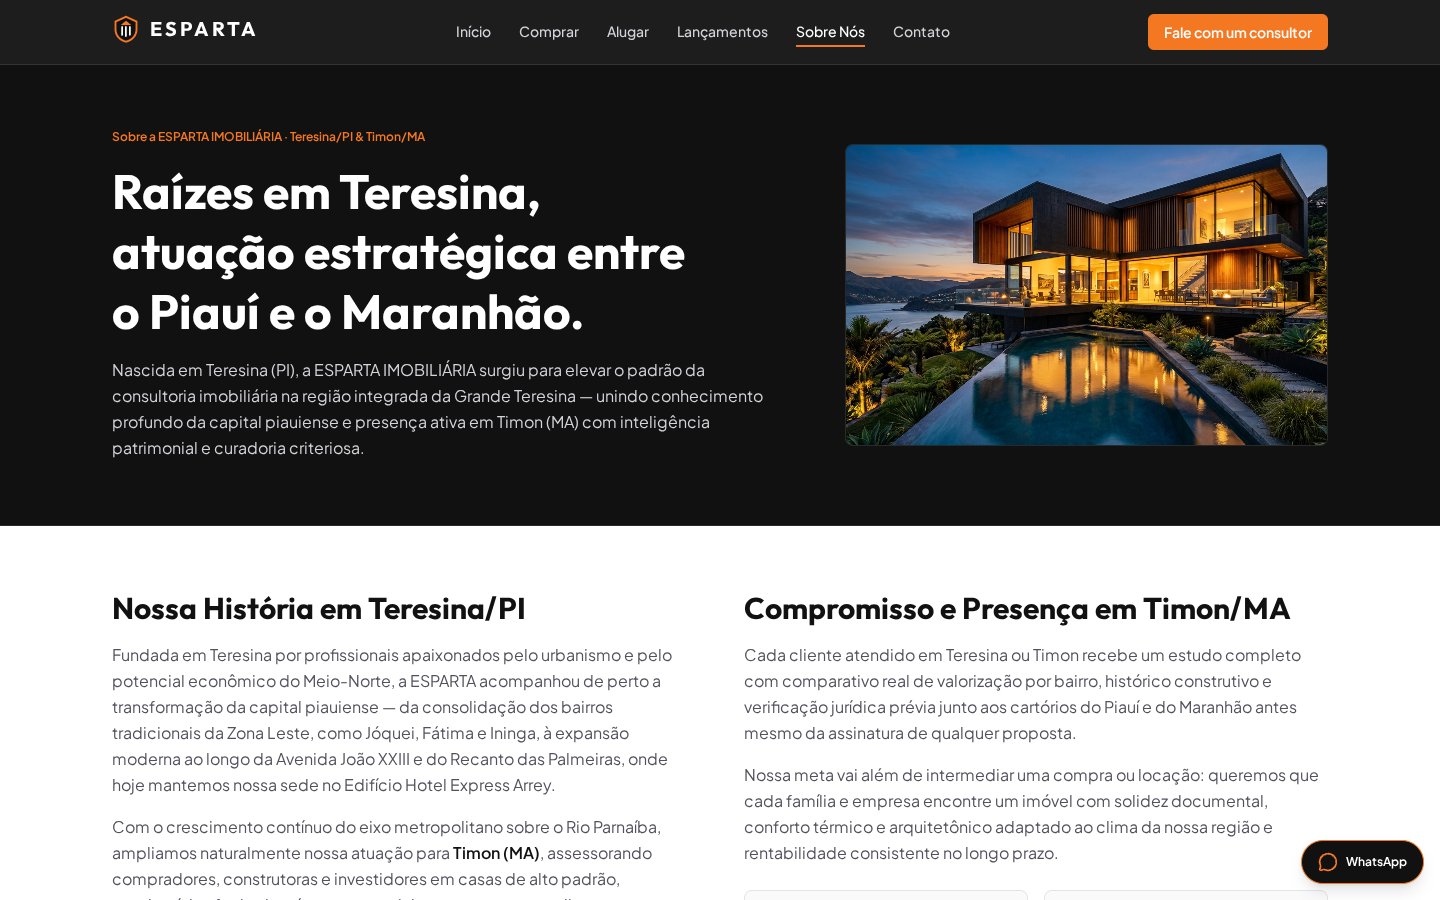 ESPARTA
Início
Comprar
Alugar
Lançamentos
Sobre Nós
Contato
Fale com um consultor
Sobre a ESPARTA IMOBILIÁRIA · Teresina/PI & Timon/MA
Raízes em Teresina,
atuação estratégica entre
o Piauí e o Maranhão.
Nascida em Teresina (PI), a ESPARTA IMOBILIÁRIA surgiu para elevar o padrão da
consultoria imobiliária na região integrada da Grande Teresina — unindo conhecimento
profundo da capital piauiense e presença ativa em Timon (MA) com inteligência
patrimonial e curadoria criteriosa.
Nossa História em Teresina/PI
Fundada em Teresina por profissionais apaixonados pelo urbanismo e pelo
potencial econômico do Meio-Norte, a ESPARTA acompanhou de perto a
transformação da capital piauiense — da consolidação dos bairros
tradicionais da Zona Leste, como Jóquei, Fátima e Ininga, à expansão
moderna ao longo da Avenida João XXIII e do Recanto das Palmeiras, onde
hoje mantemos nossa sede no Edifício Hotel Express Arrey.
Com o crescimento contínuo do eixo metropolitano sobre o Rio Parnaíba,
ampliamos naturalmente nossa atuação para Timon (MA), assessorando
compradores, construtoras e investidores em casas de alto padrão,
Compromisso e Presença em Timon/MA
Cada cliente atendido em Teresina ou Timon recebe um estudo completo
com comparativo real de valorização por bairro, histórico construtivo e
verificação jurídica prévia junto aos cartórios do Piauí e do Maranhão antes
mesmo da assinatura de qualquer proposta.
Nossa meta vai além de intermediar uma compra ou locação: queremos que
cada família e empresa encontre um imóvel com solidez documental,
conforto térmico e arquitetônico adaptado ao clima da nossa região e
rentabilidade consistente no longo prazo.
WhatsApp